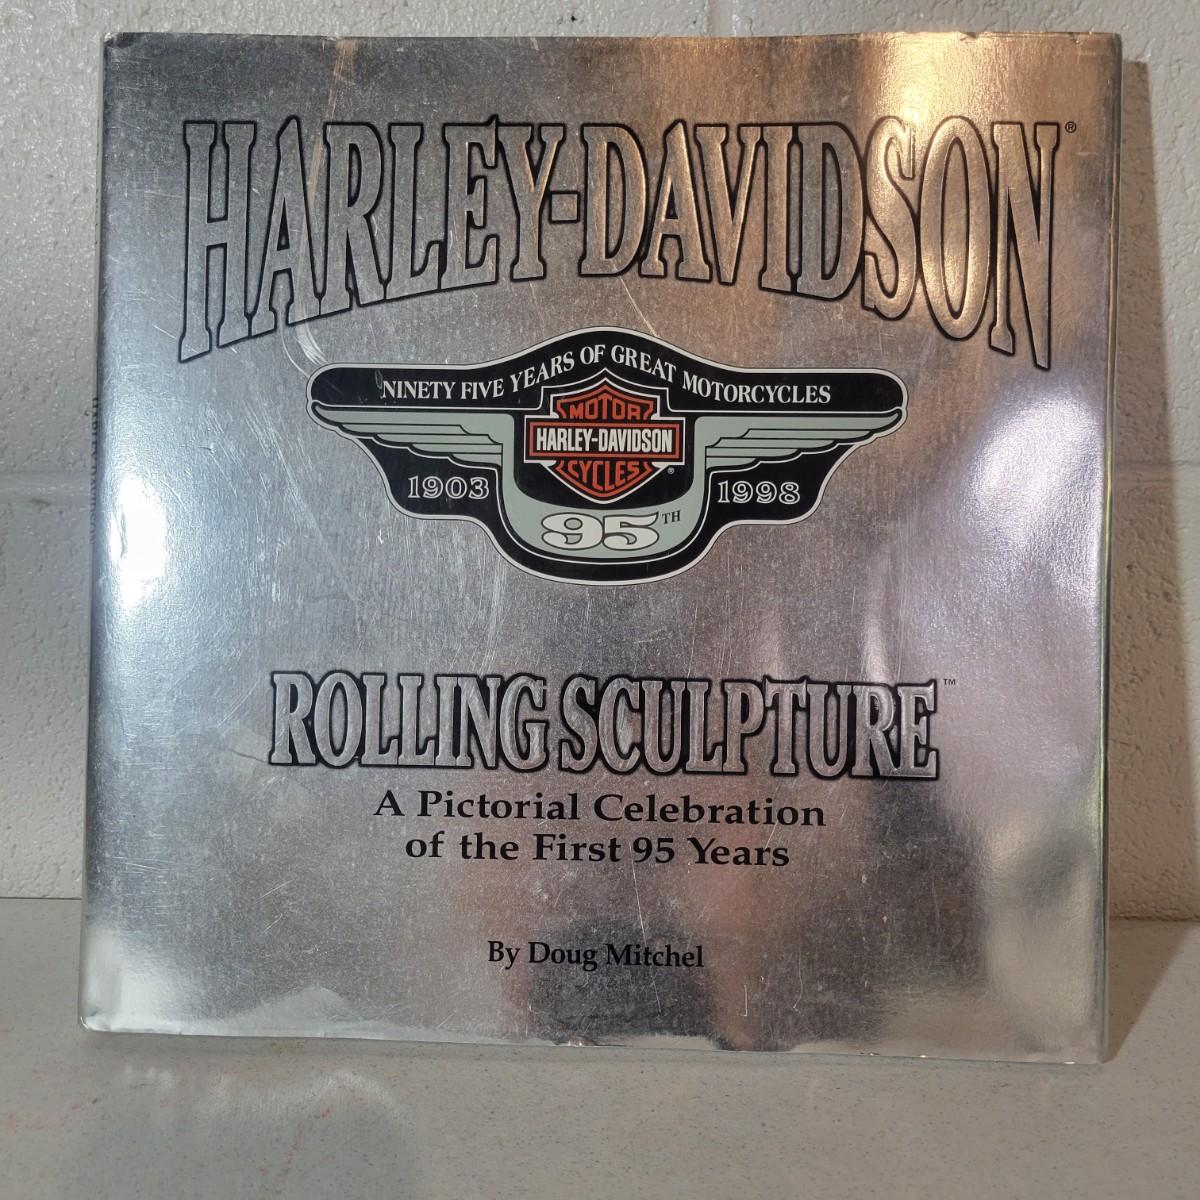 HARLEY-DAVIDSON®
NINETY FIVE YEARS OF GREAT MOTORCYCLES
MOTOR
HARLEY-DAVIDSON
CYCLES®
1903
1998
95TH
ROLLING SCULPTURE™
A Pictorial Celebration
of the First 95 Years
By Doug Mitchel